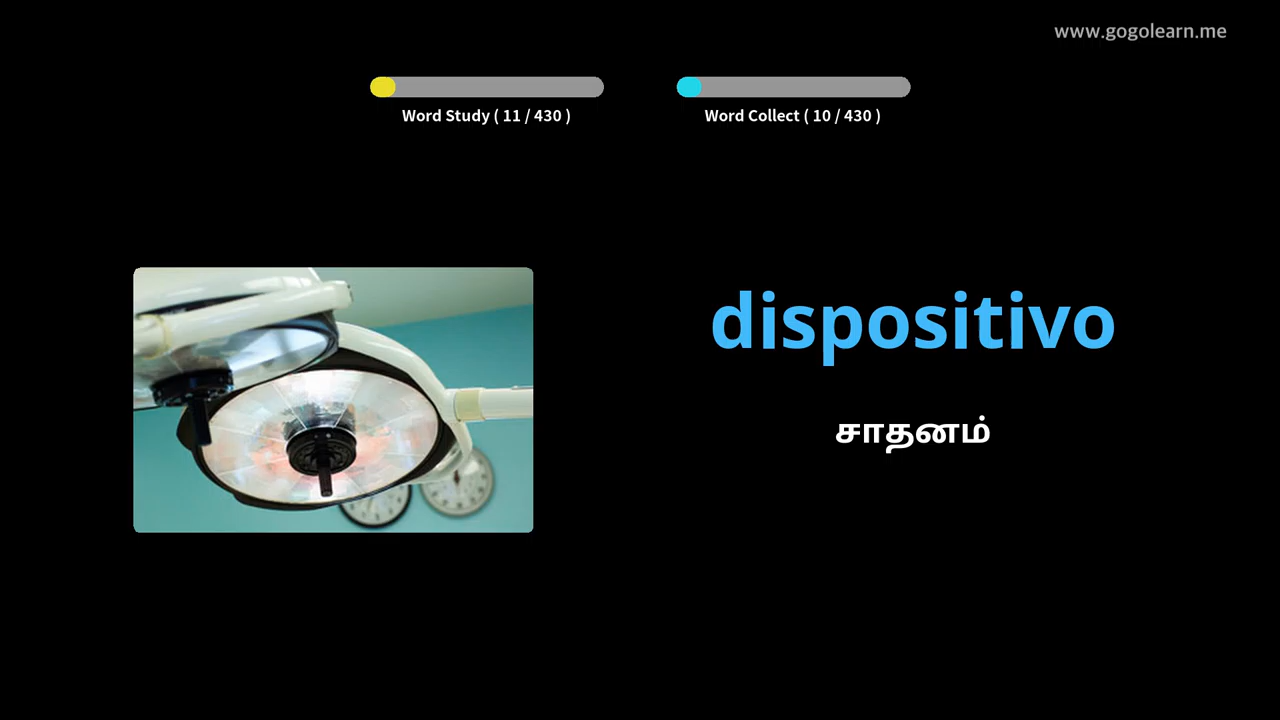 www.gogolearn.me
Word Study ( 11 / 430 )
Word Collect ( 10 / 430 )
dispositivo
சாதனம்